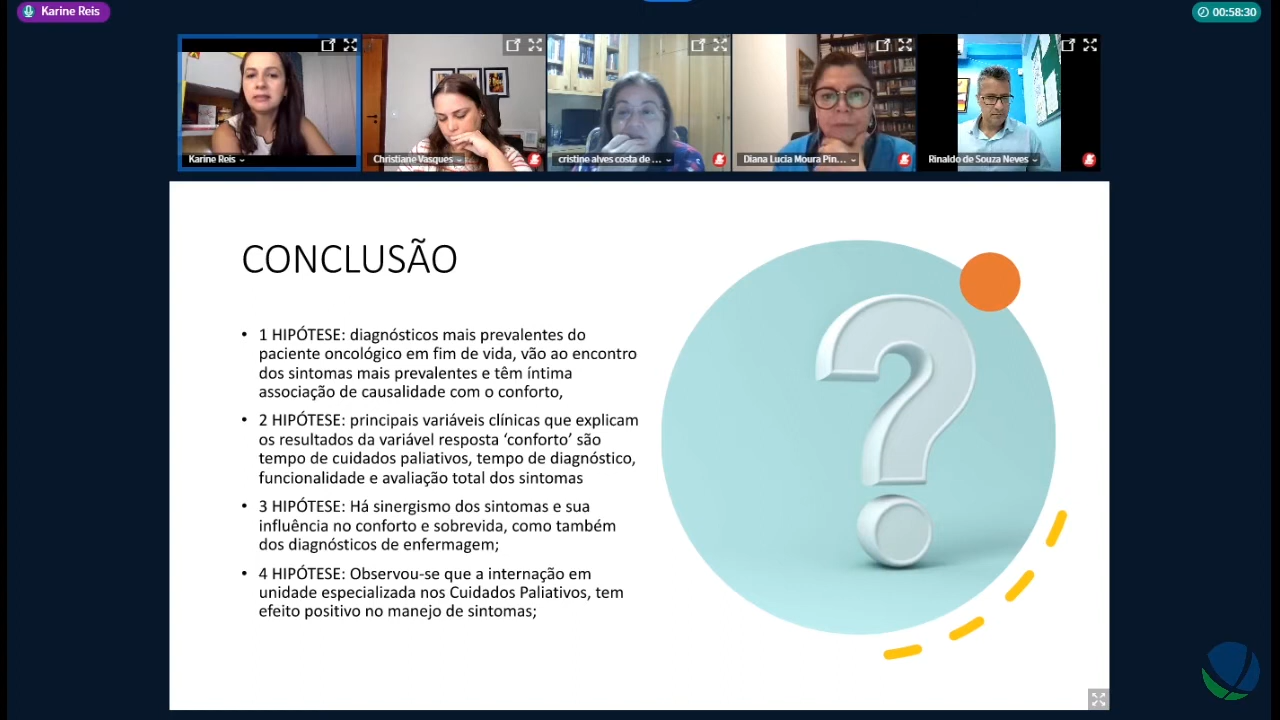 Karine Reis
00:58:30
Karine Reis
Christiane Vasques
cristine alves costa de ...
Diana Lucia Moura Pin...
Rinaldo de Souza Neves
CONCLUSÃO
• 1 HIPÓTESE: diagnósticos mais prevalentes do
paciente oncológico em fim de vida, vão ao encontro
dos sintomas mais prevalentes e têm íntima
associação de causalidade com o conforto,
• 2 HIPÓTESE: principais variáveis clínicas que explicam
os resultados da variável resposta ‘conforto’ são
tempo de cuidados paliativos, tempo de diagnóstico,
funcionalidade e avaliação total dos sintomas
• 3 HIPÓTESE: Há sinergismo dos sintomas e sua
influência no conforto e sobrevida, como também
dos diagnósticos de enfermagem;
• 4 HIPÓTESE: Observou-se que a internação em
unidade especializada nos Cuidados Paliativos, tem
efeito positivo no manejo de sintomas;
?